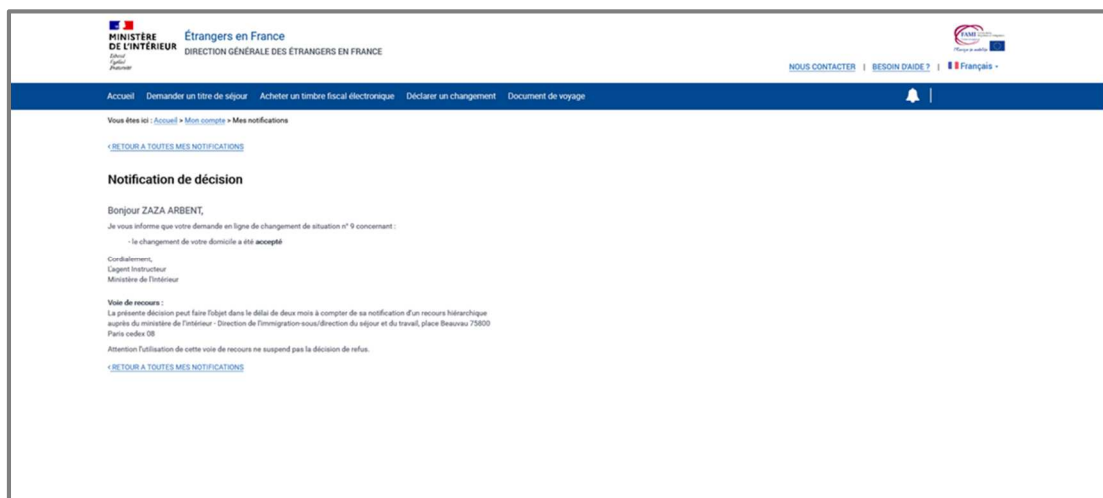 MINISTÈRE
DE L'INTÉRIEUR
Liberté
Égalité
Fraternité
Étrangers en France
DIRECTION GÉNÉRALE DES ÉTRANGERS EN FRANCE
FAMI
NOUS CONTACTER | BESOIN D'AIDE ? | Français
Accueil Demander un titre de séjour Acheter un timbre fiscal électronique Déclarer un changement Document de voyage
Vous êtes ici : Accueil > Mon compte > Mes notifications
< RETOUR A TOUTES MES NOTIFICATIONS
Notification de décision
Bonjour ZAZA ARBENT,
Je vous informe que votre demande en ligne de changement de situation n° 9 concernant :
- le changement de votre domicile a été accepté
Cordialement,
L'agent Instructeur
Ministère de l'Intérieur
Voie de recours :
La présente décision peut faire l'objet dans le délai de deux mois à compter de sa notification d'un recours hiérarchique
auprès du ministère de l'intérieur - Direction de l'immigration-sous/direction du séjour et du travail, place Beauvau 75800
Paris cedex 08
Attention l'utilisation de cette voie de recours ne suspend pas la décision de refus.
< RETOUR A TOUTES MES NOTIFICATIONS